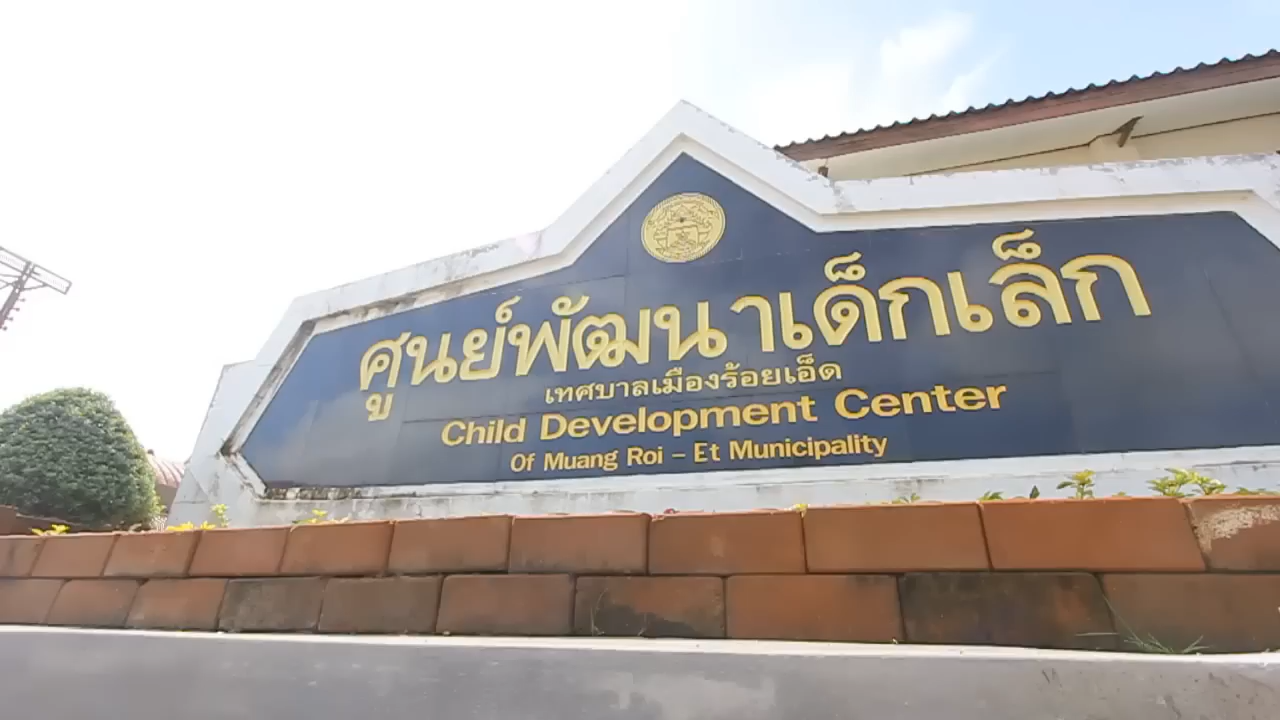 ศูนย์พัฒนาเด็กเล็ก
เทศบาลเมืองร้อยเอ็ด
Child Development Center
Of Muang Roi - Et Municipality